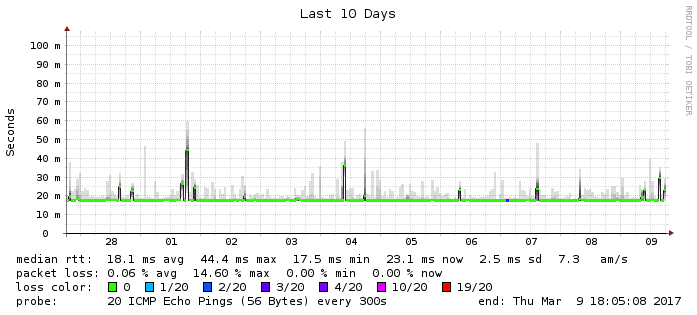 Last 10 Days
RRDTOOL / TOBI OETIKER
Seconds
100 m
90 m
80 m
70 m
60 m
50 m
40 m
30 m
20 m
10 m
0
28 01 02 03 04 05 06 07 08 09
median rtt: 18.1 ms avg 44.4 ms max 17.5 ms min 23.1 ms now 2.5 ms sd 7.3 am/s
packet loss: 0.06 % avg 14.60 % max 0.00 % min 0.00 % now
loss color: 0 1/20 2/20 3/20 4/20 10/20 19/20
probe: 20 ICMP Echo Pings (56 Bytes) every 300s end: Thu Mar 9 18:05:08 2017